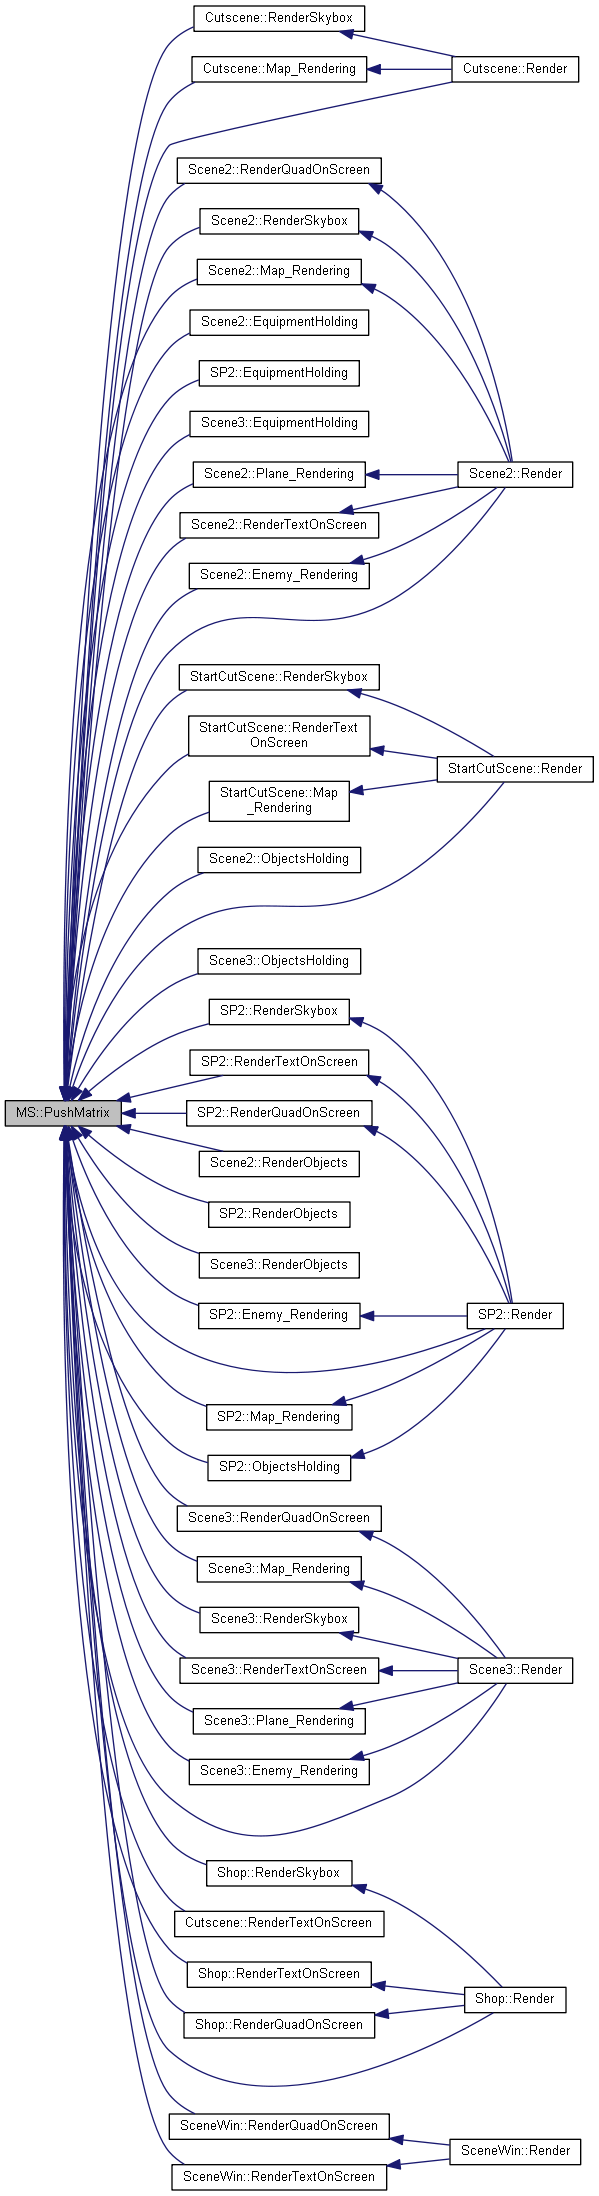 Cutscene::RenderSkybox
Cutscene::Map_Rendering
Cutscene::Render
Scene2::RenderQuadOnScreen
Scene2::RenderSkybox
Scene2::Map_Rendering
Scene2::EquipmentHolding
SP2::EquipmentHolding
Scene3::EquipmentHolding
Scene2::Plane_Rendering
Scene2::Render
Scene2::RenderTextOnScreen
Scene2::Enemy_Rendering
StartCutScene::RenderSkybox
StartCutScene::RenderText
OnScreen
StartCutScene::Render
StartCutScene::Map
_Rendering
Scene2::ObjectsHolding
Scene3::ObjectsHolding
SP2::RenderSkybox
SP2::RenderTextOnScreen
MS::PushMatrix
SP2::RenderQuadOnScreen
Scene2::RenderObjects
SP2::RenderObjects
Scene3::RenderObjects
SP2::Enemy_Rendering
SP2::Render
SP2::Map_Rendering
SP2::ObjectsHolding
Scene3::RenderQuadOnScreen
Scene3::Map_Rendering
Scene3::RenderSkybox
Scene3::RenderTextOnScreen
Scene3::Render
Scene3::Plane_Rendering
Scene3::Enemy_Rendering
Shop::RenderSkybox
Cutscene::RenderTextOnScreen
Shop::RenderTextOnScreen
Shop::Render
Shop::RenderQuadOnScreen
SceneWin::RenderQuadOnScreen
SceneWin::Render
SceneWin::RenderTextOnScreen